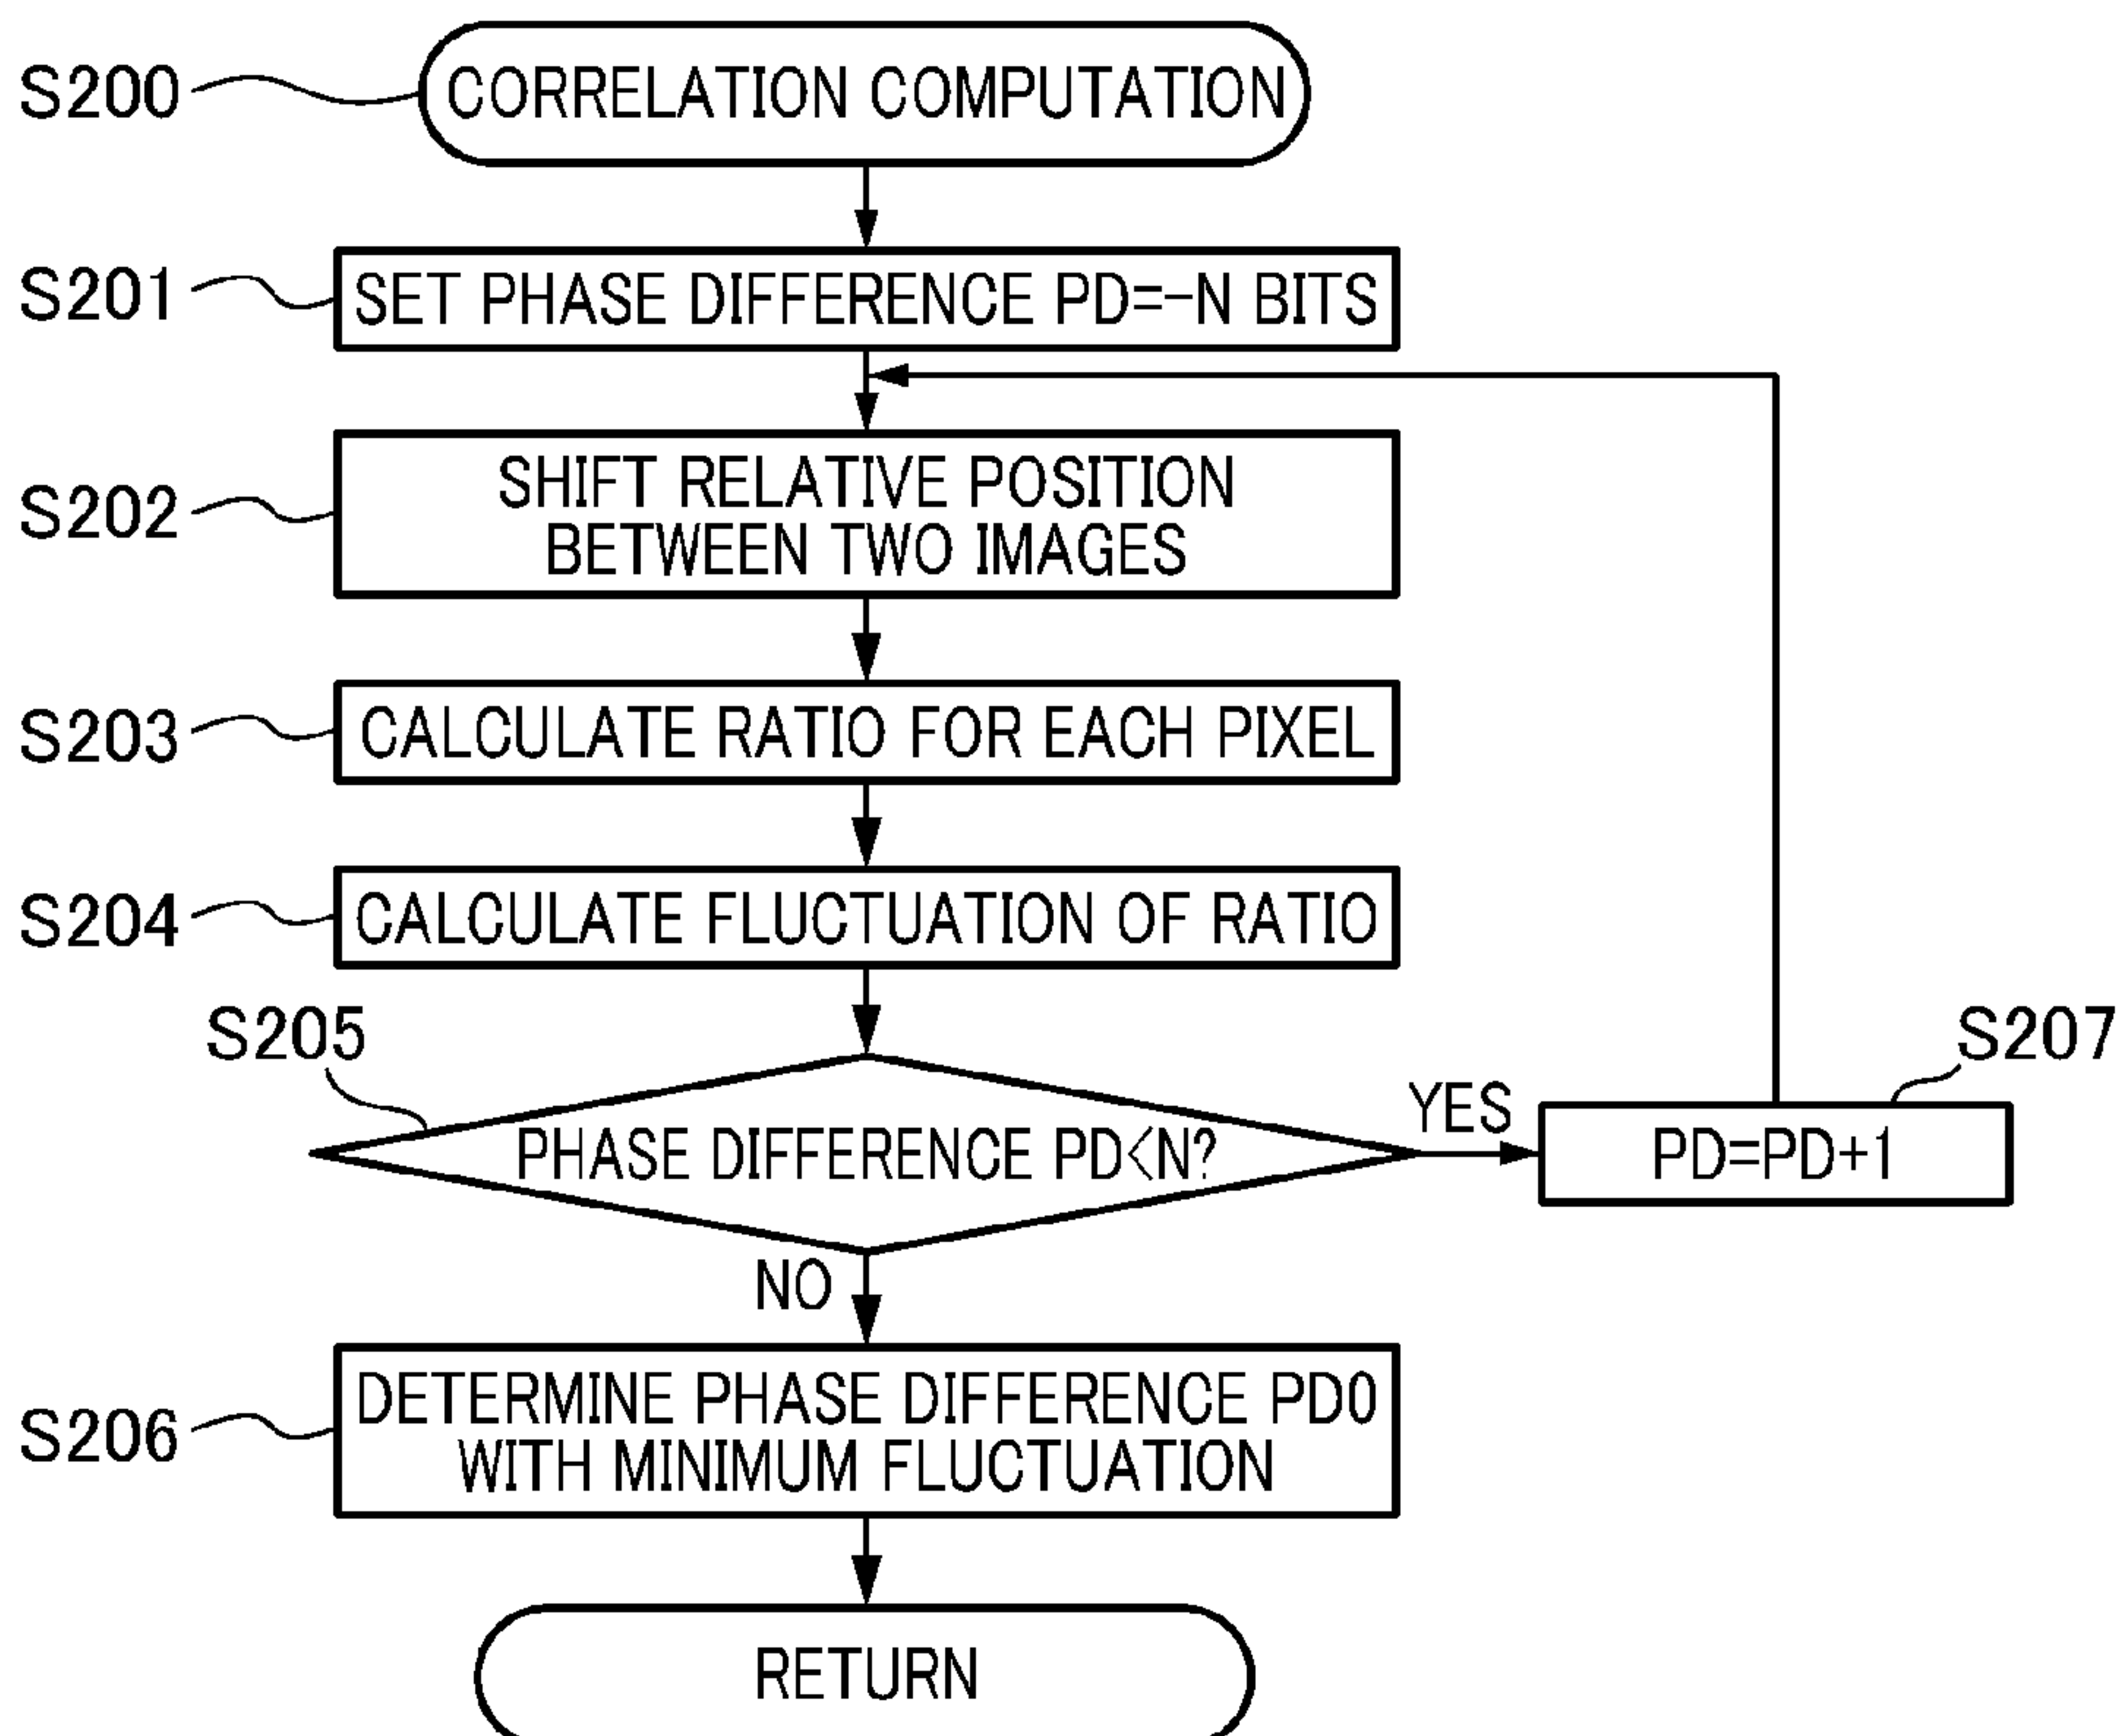 S200
CORRELATION COMPUTATION
S201
SET PHASE DIFFERENCE PD=-N BITS
S202
SHIFT RELATIVE POSITION
BETWEEN TWO IMAGES
S203
CALCULATE RATIO FOR EACH PIXEL
S204
CALCULATE FLUCTUATION OF RATIO
S205
PHASE DIFFERENCE PD<N?
YES
S207
PD=PD+1
NO
S206
DETERMINE PHASE DIFFERENCE PD0
WITH MINIMUM FLUCTUATION
RETURN